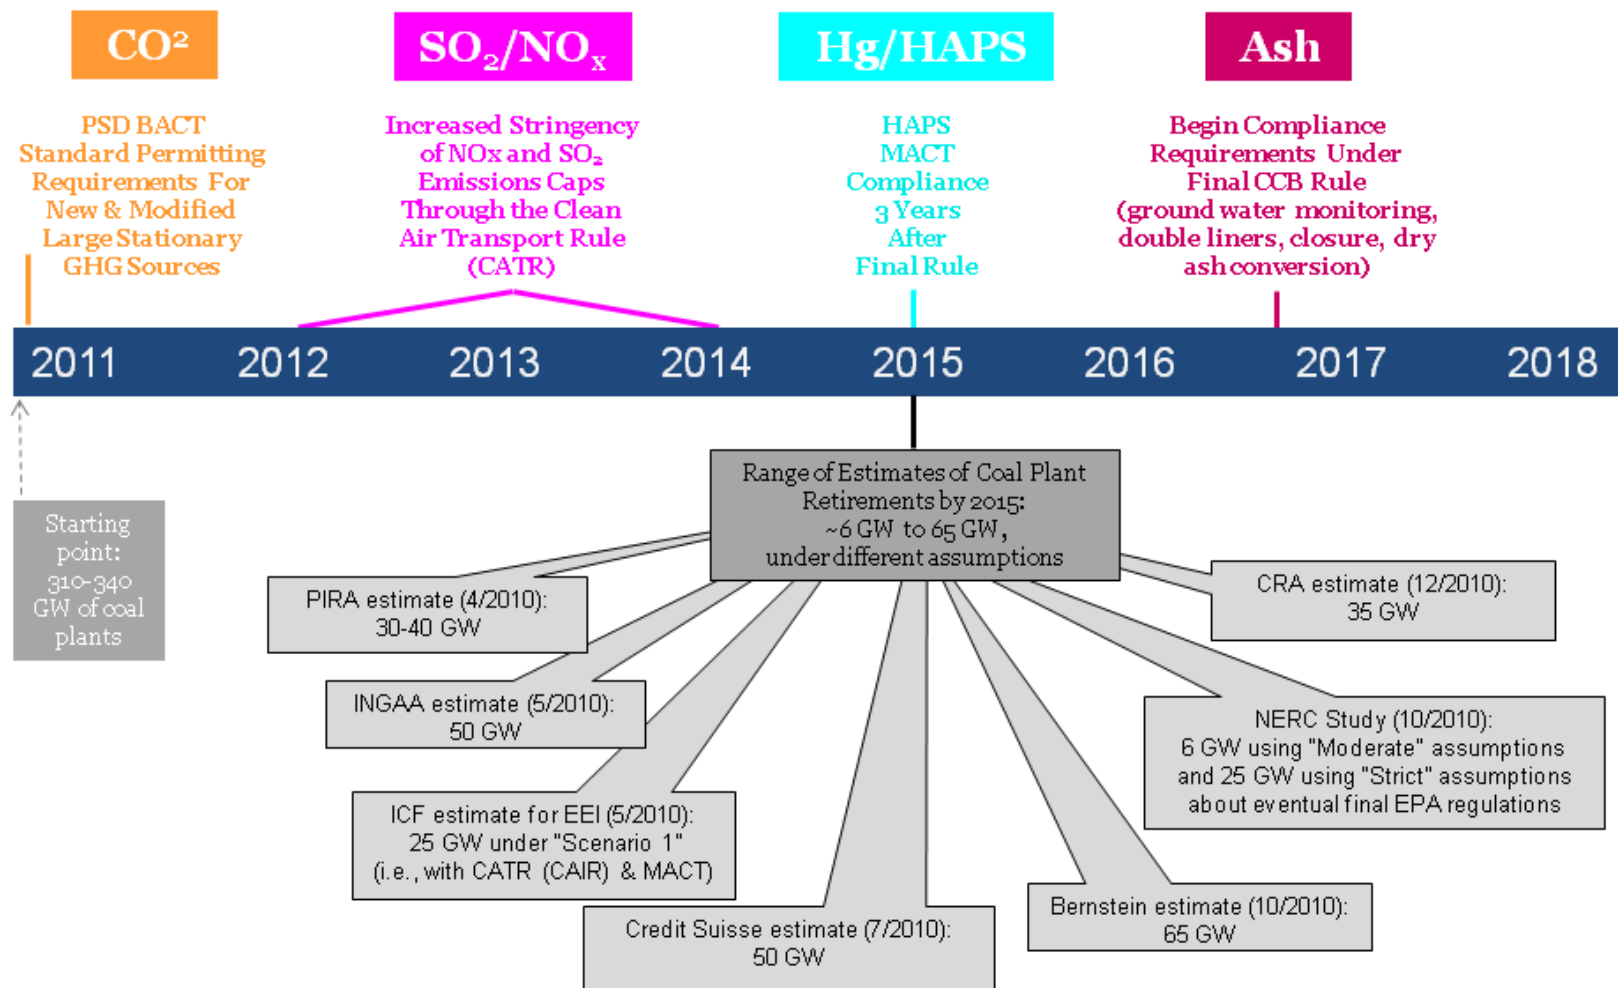 CO²
PSD BACT
Standard Permitting
Requirements For
New & Modified
Large Stationary
GHG Sources
SO₂/NOₓ
Increased Stringency
of NOx and SO₂
Emissions Caps
Through the Clean
Air Transport Rule
(CATR)
Hg/HAPS
HAPS
MACT
Compliance
3 Years
After
Final Rule
Ash
Begin Compliance
Requirements Under
Final CCB Rule
(ground water monitoring,
double liners, closure, dry
ash conversion)
2011 2012 2013 2014 2015 2016 2017 2018
Starting
point:
310-340
GW of coal
plants
Range of Estimates of Coal Plant
Retirements by 2015:
~6 GW to 65 GW,
under different assumptions
PIRA estimate (4/2010):
30-40 GW
INGAA estimate (5/2010):
50 GW
ICF estimate for EEI (5/2010):
25 GW under "Scenario 1"
(i.e., with CATR (CAIR) & MACT)
Credit Suisse estimate (7/2010):
50 GW
Bernstein estimate (10/2010):
65 GW
NERC Study (10/2010):
6 GW using "Moderate" assumptions
and 25 GW using "Strict" assumptions
about eventual final EPA regulations
CRA estimate (12/2010):
35 GW